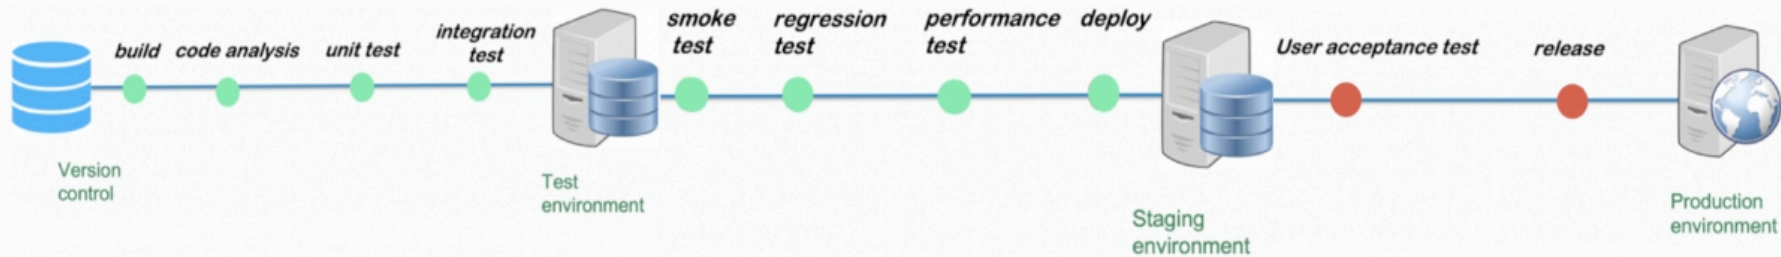 build
code analysis
unit test
integration
test
smoke
test
regression
test
performance
test
deploy
User acceptance test
release
Version
control
Test
environment
Staging
environment
Production
environment